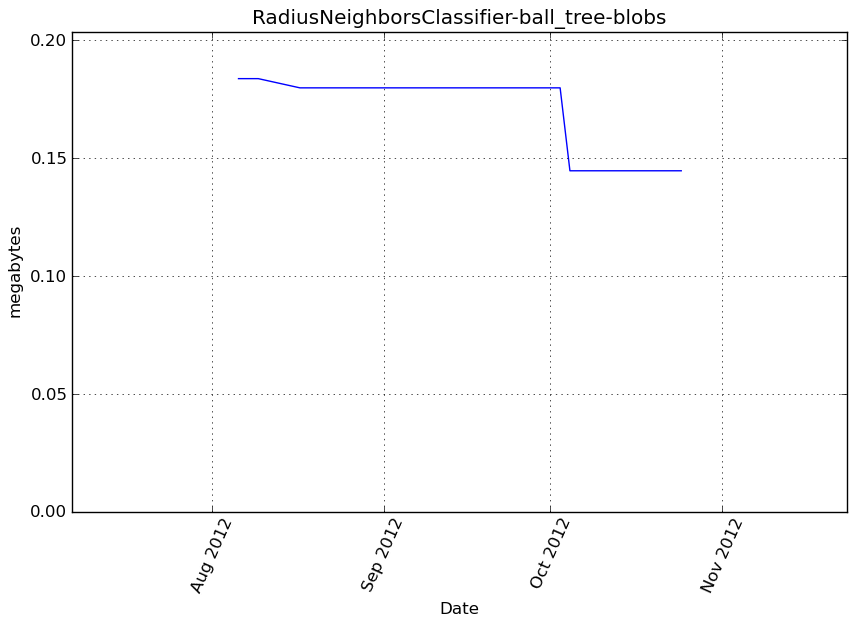 RadiusNeighborsClassifier-ball_tree-blobs
0.20
0.15
0.10
0.05
0.00
megabytes
Aug 2012
Sep 2012
Oct 2012
Nov 2012
Date